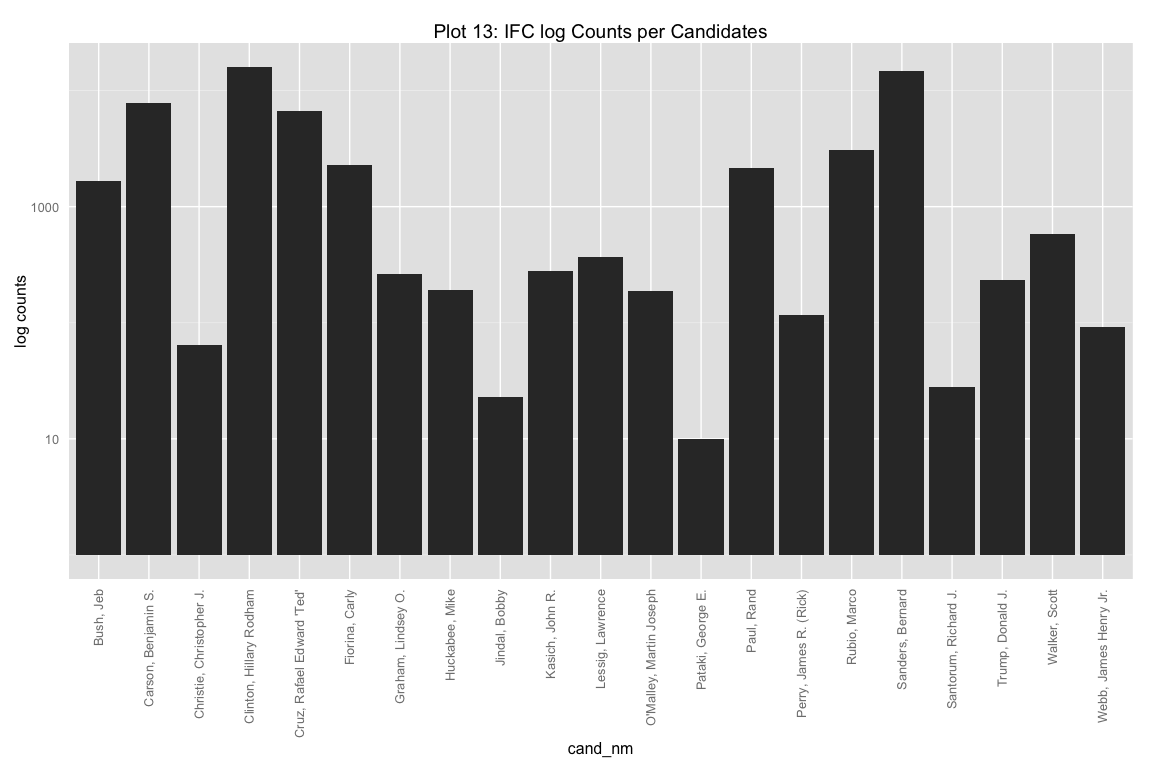 Plot 13: IFC log Counts per Candidates
log counts
1000
10
Bush, Jeb
Carson, Benjamin S.
Christie, Christopher J.
Clinton, Hillary Rodham
Cruz, Rafael Edward 'Ted'
Fiorina, Carly
Graham, Lindsey O.
Huckabee, Mike
Jindal, Bobby
Kasich, John R.
Lessig, Lawrence
O'Malley, Martin Joseph
Pataki, George E.
Paul, Rand
Perry, James R. (Rick)
Rubio, Marco
Sanders, Bernard
Santorum, Richard J.
Trump, Donald J.
Walker, Scott
Webb, James Henry Jr.
cand_nm